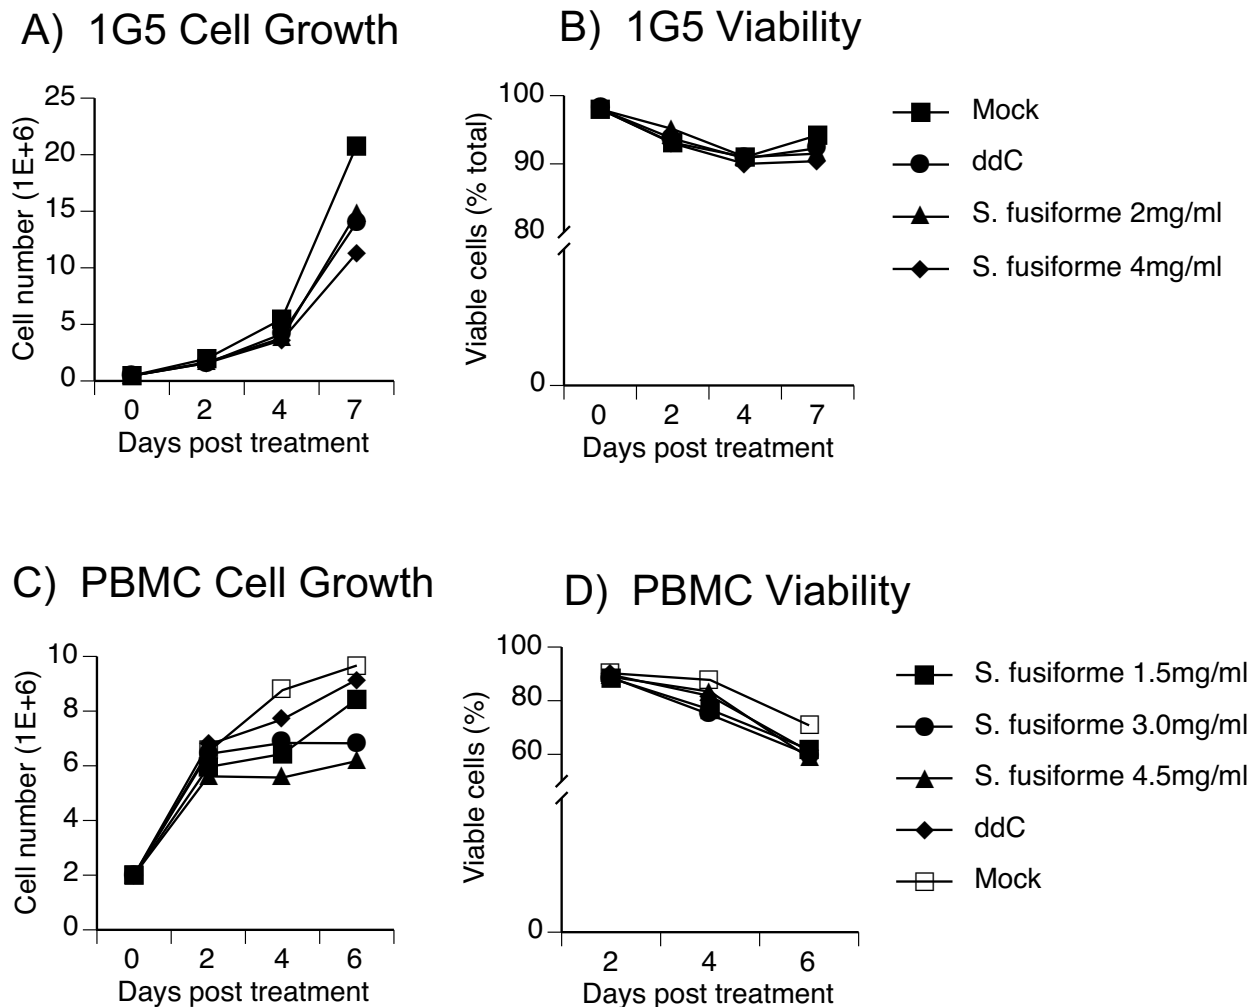 A) 1G5 Cell Growth
B) 1G5 Viability
Cell number (1E+6)
25
20
15
10
5
0
0 2 4 7
Days post treatment
Viable cells (% total)
100
90
80
0
0 2 4 7
Days post treatment
Mock
ddC
S. fusiforme 2mg/ml
S. fusiforme 4mg/ml
C) PBMC Cell Growth
D) PBMC Viability
Cell number (1E+6)
10
8
6
4
2
0
0 2 4 6
Days post treatment
Viable cells (%)
100
80
60
0
2 4 6
Days post treatment
S. fusiforme 1.5mg/ml
S. fusiforme 3.0mg/ml
S. fusiforme 4.5mg/ml
ddC
Mock